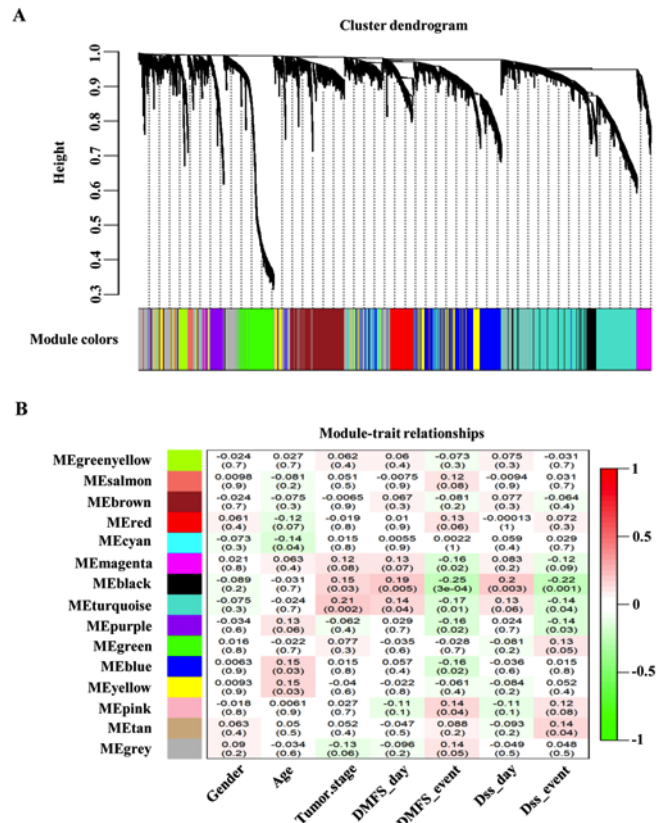 A
Cluster dendrogram
Height
1.0
0.9
0.8
0.7
0.6
0.5
0.4
0.3
Module colors
B
Module-trait relationships
MEgreenyellow -0.024 0.027 0.062 0.06 -0.073 0.075 -0.031
(0.7) (0.7) (0.4) (0.4) (0.3) (0.3) (0.7)
MEsalmon 0.0098 -0.081 0.051 -0.0075 0.12 -0.0094 0.031
(0.9) (0.2) (0.5) (0.9) (0.08) (0.9) (0.7)
MEbrown -0.024 -0.075 -0.0065 0.067 -0.081 0.077 -0.064
(0.7) (0.3) (0.9) (0.3) (0.2) (0.3) (0.4)
MEred 0.061 -0.12 -0.019 0.01 0.13 -0.00013 0.072
(0.4) (0.07) (0.8) (0.9) (0.06) (1) (0.3)
MEcyan -0.073 -0.14 0.015 0.0055 0.0022 0.059 0.029
(0.3) (0.04) (0.8) (0.9) (1) (0.4) (0.7)
MEmagenta 0.021 0.063 0.12 0.13 -0.16 0.083 -0.12
(0.8) (0.4) (0.08) (0.07) (0.02) (0.2) (0.09)
MEblack -0.089 -0.031 0.15 0.19 -0.25 0.2 -0.22
(0.2) (0.7) (0.03) (0.005) (3e-04) (0.003) (0.001)
MEturquoise -0.075 -0.024 0.21 0.14 -0.17 0.13 -0.14
(0.3) (0.7) (0.002) (0.04) (0.01) (0.06) (0.04)
MEpurple -0.034 0.13 -0.062 0.029 -0.16 0.024 -0.14
(0.6) (0.06) (0.4) (0.7) (0.02) (0.7) (0.03)
MEgreen 0.016 -0.022 0.077 -0.035 -0.028 -0.081 0.13
(0.8) (0.7) (0.3) (0.6) (0.7) (0.2) (0.05)
MEblue 0.0063 0.15 0.015 0.057 -0.16 -0.036 0.015
(0.9) (0.03) (0.8) (0.4) (0.02) (0.6) (0.8)
MEyellow 0.0093 0.15 -0.04 -0.022 -0.061 -0.084 0.052
(0.9) (0.03) (0.6) (0.8) (0.4) (0.2) (0.4)
MEpink -0.018 0.0061 0.027 -0.11 0.14 -0.11 0.12
(0.8) (0.9) (0.7) (0.1) (0.04) (0.1) (0.08)
MEtan 0.063 0.05 0.052 -0.047 0.088 -0.093 0.14
(0.4) (0.5) (0.4) (0.5) (0.2) (0.2) (0.04)
MEgrey 0.09 -0.034 -0.13 -0.096 0.14 -0.049 0.048
(0.2) (0.6) (0.06) (0.2) (0.05) (0.5) (0.5)
Gender Age Tumor.stage DMFS_day DMFS_event Dss_day Dss_event
1
0.5
0
-0.5
-1